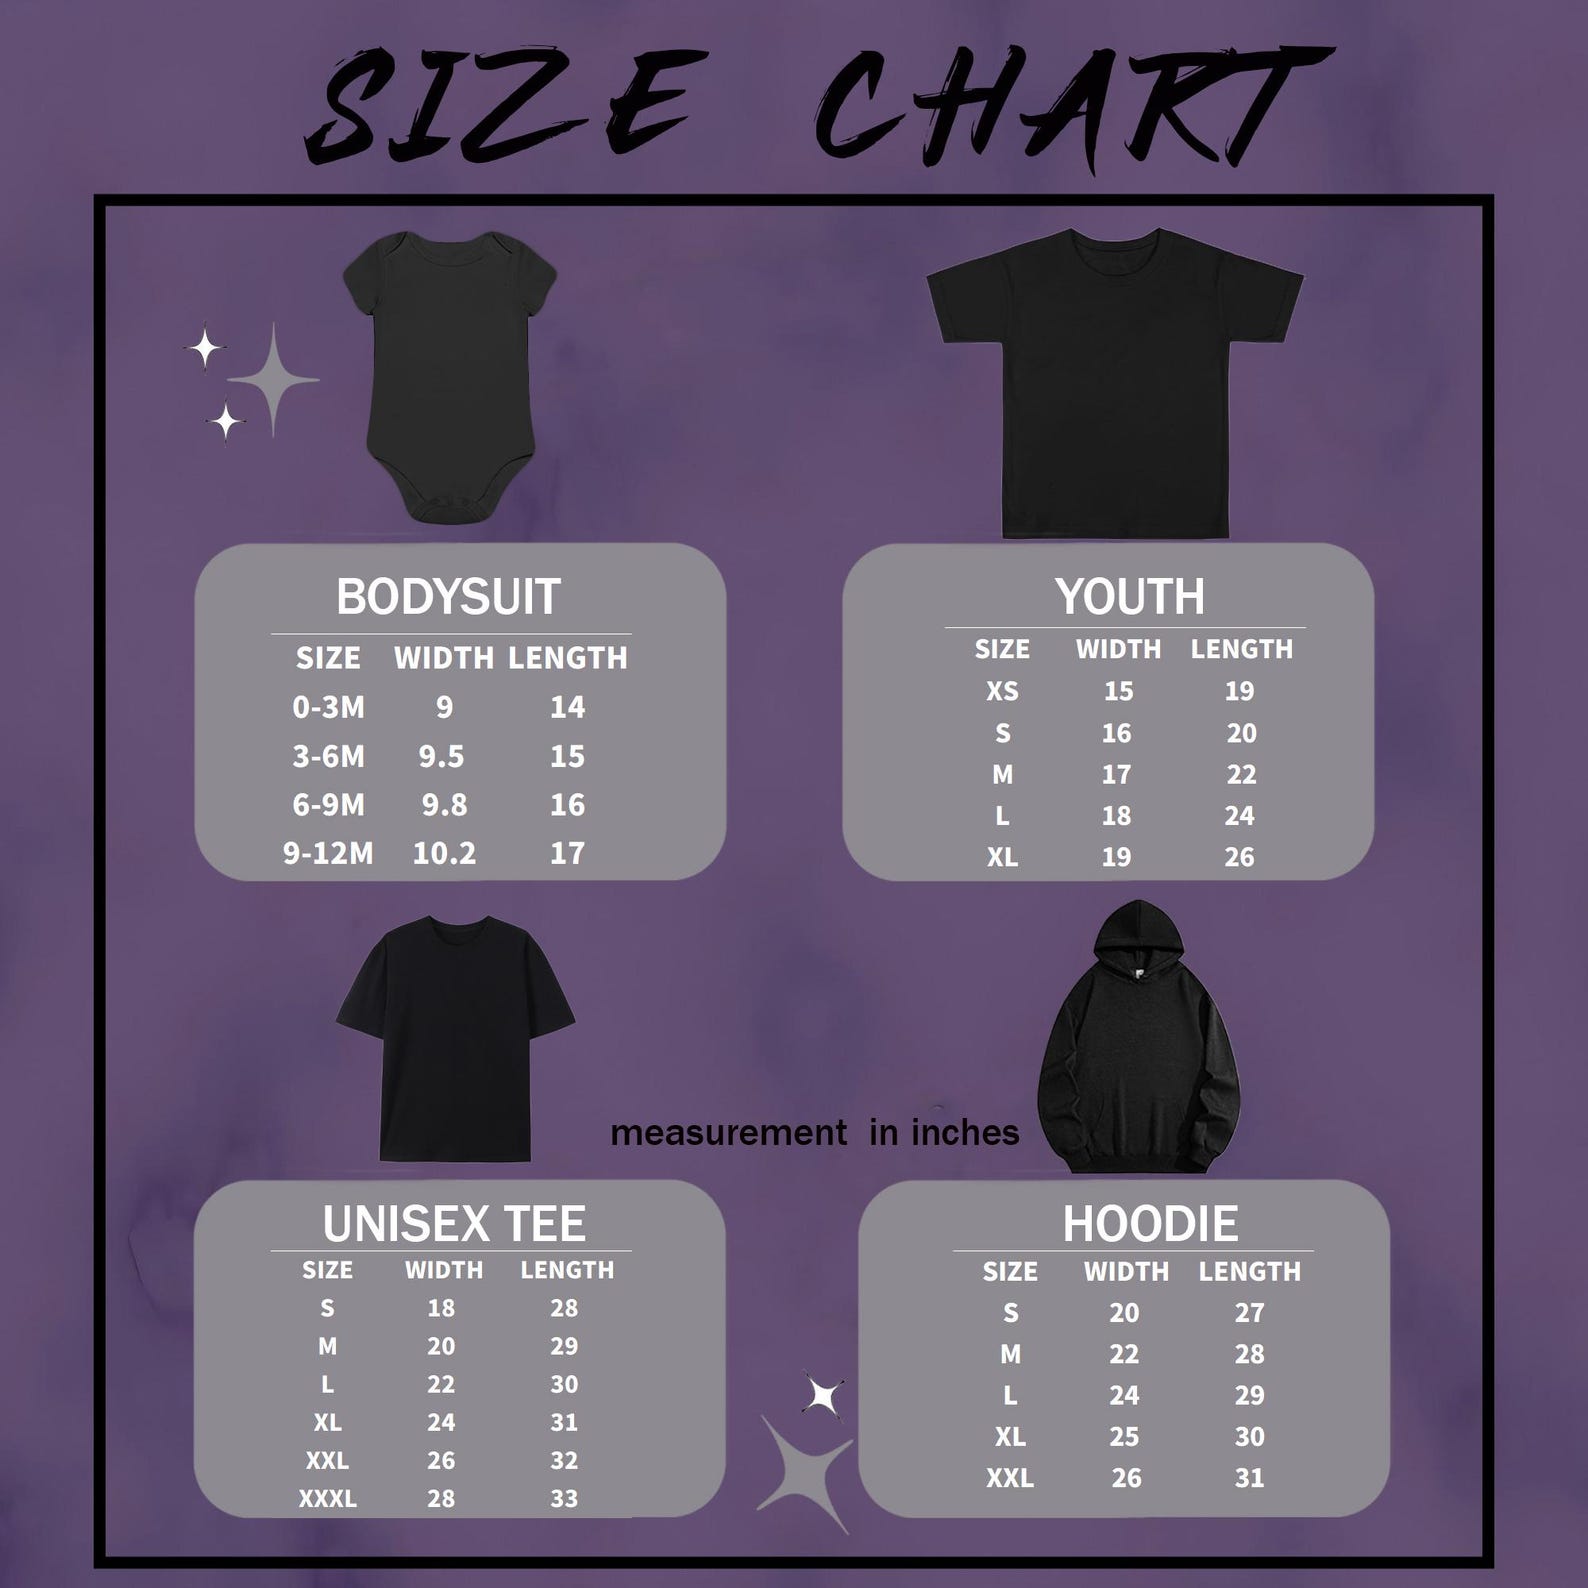 SIZE CHART
BODYSUIT
SIZE WIDTH LENGTH
0-3M 9 14
3-6M 9.5 15
6-9M 9.8 16
9-12M 10.2 17
YOUTH
SIZE WIDTH LENGTH
XS 15 19
S 16 20
M 17 22
L 18 24
XL 19 26
measurement in inches
UNISEX TEE
SIZE WIDTH LENGTH
S 18 28
M 20 29
L 22 30
XL 24 31
XXL 26 32
XXXL 28 33
HOODIE
SIZE WIDTH LENGTH
S 20 27
M 22 28
L 24 29
XL 25 30
XXL 26 31